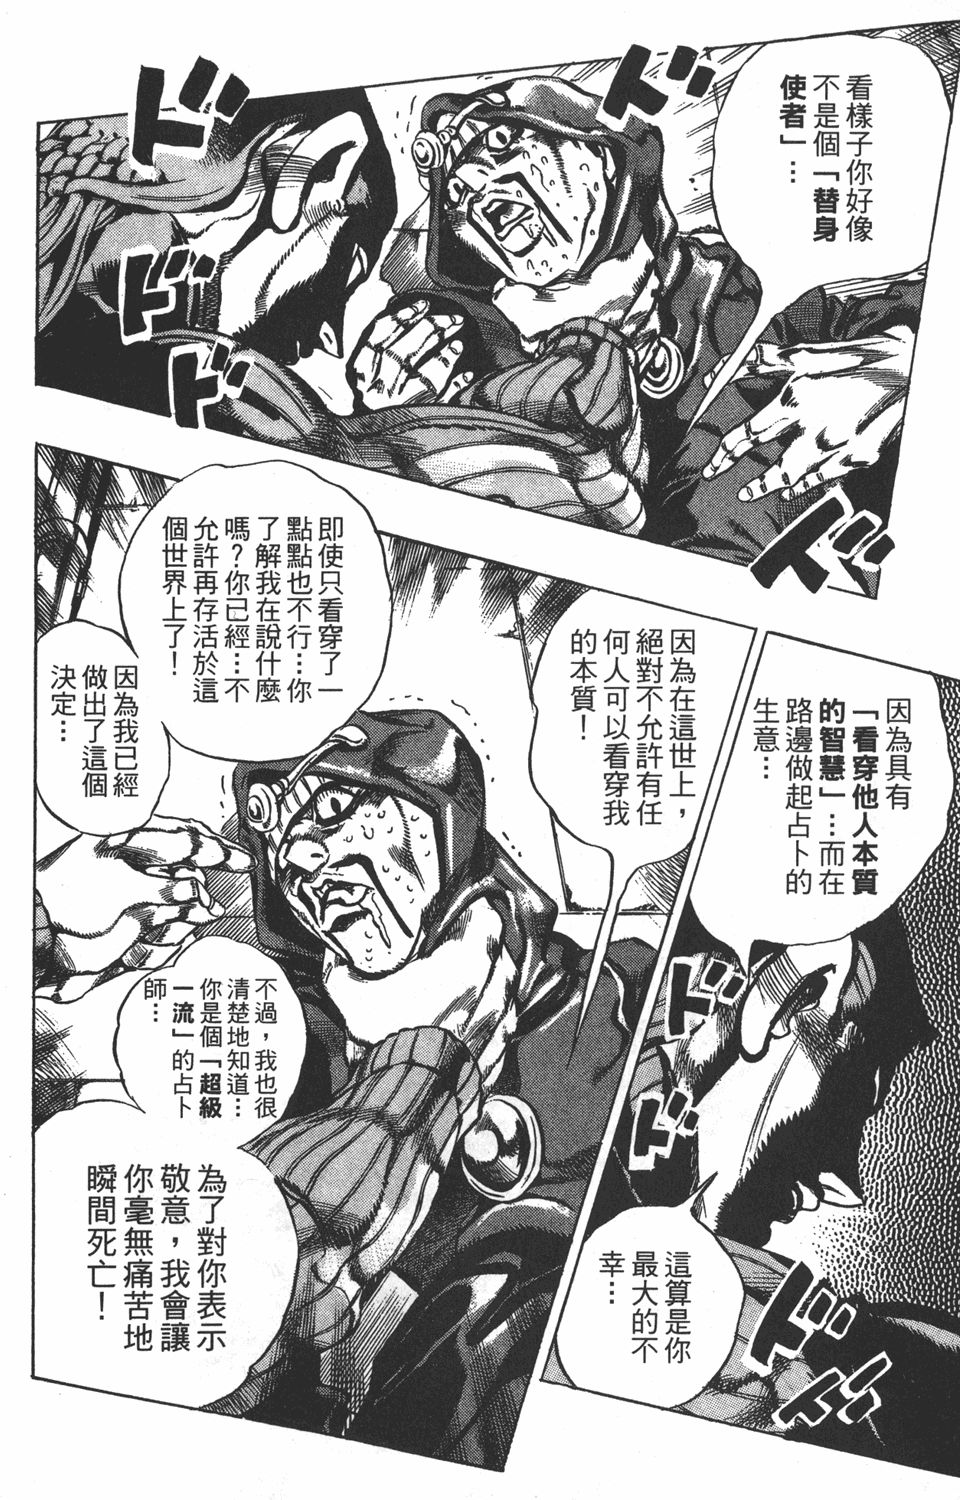 看樣子你好像
不是個「替身
使者」…
ドド
ドド
ド
因為具有
「看穿他人本質
的智慧」…而在
路邊做起占卜的
生意…
這算是你
最大的不
幸…
ドド
ドド
因為在這世上，
絕對不允許有任
何人可以看穿我
的本質！
即使只看穿了一
點點也不行…你
了解我在說什麼
嗎？你已經…不
允許再存活於這
個世界上了！
因為我已經
做出了這個
決定…
不過，我也很
清楚地知道…
你是個「超級
一流」的占卜
師…
為了對你表示
敬意，我會讓
你毫無痛苦地
瞬間死亡！